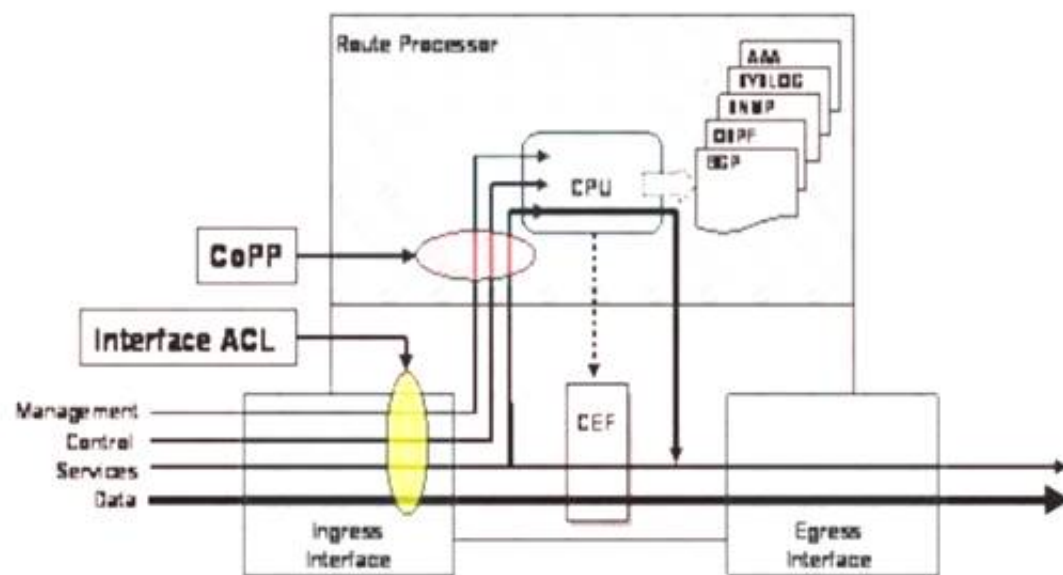 Route Processor
AAA
SYSLOG
SNMP
OSPF
BGP
CPU
CoPP
Interface ACL
Management
Control
Services
Data
CEF
Ingress
Interface
Egress
Interface